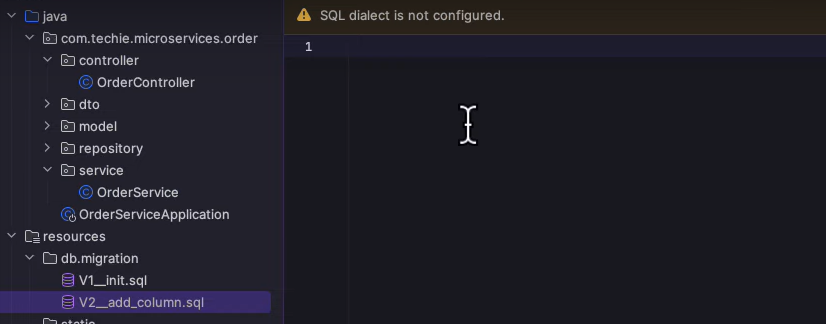 java
SQL dialect is not configured.
com.techie.microservices.order
1
controller
OrderController
dto
model
repository
service
OrderService
OrderServiceApplication
resources
db.migration
V1__init.sql
V2__add_column.sql
static